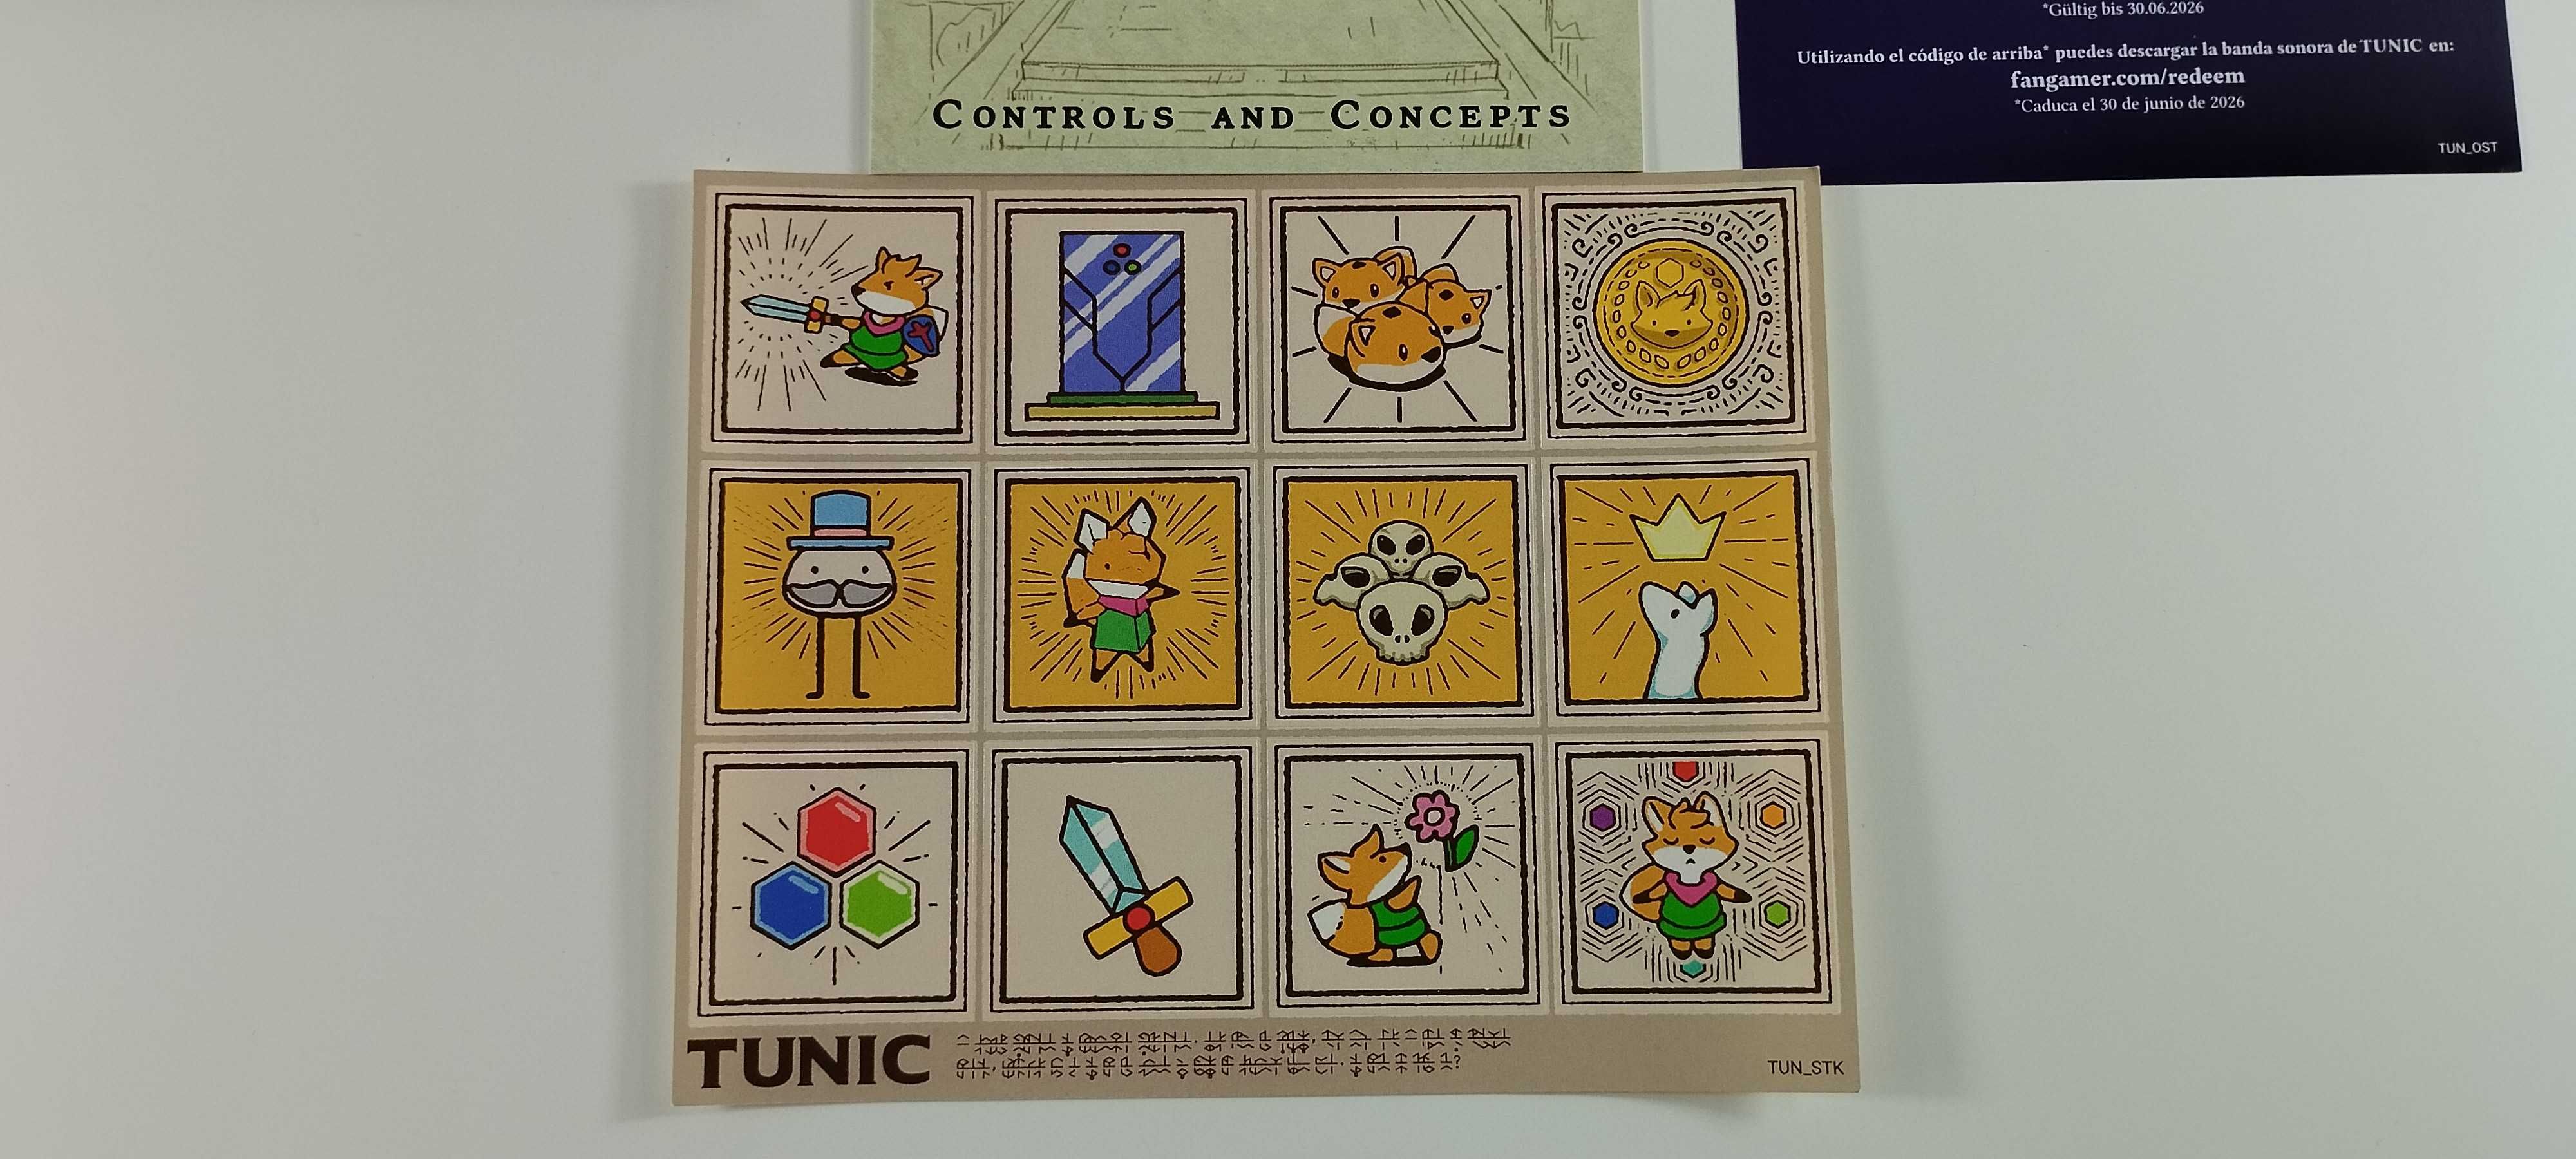 CONTROLS AND CONCEPTS
*Gültig bis 30.06.2026
Utilizando el código de arriba* puedes descargar la banda sonora de TUNIC en:
fangamer.com/redeem
*Caduca el 30 de junio de 2026
TUN_OST
TUNIC
TUN_STK